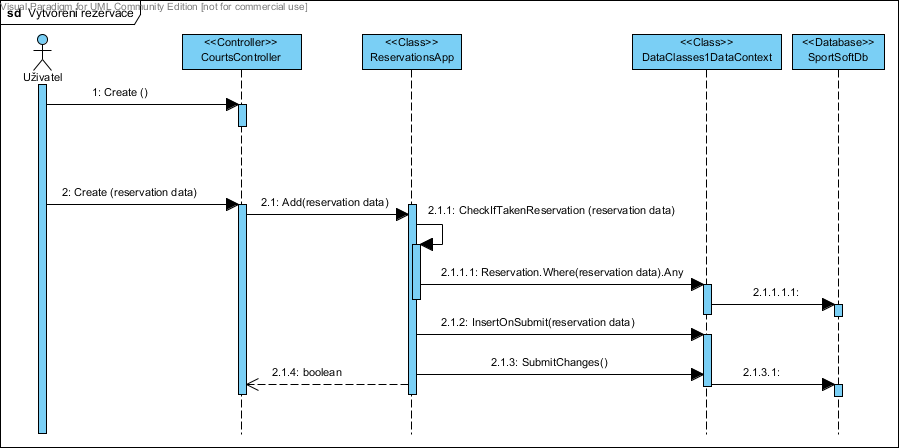 Visual Paradigm for UML Community Edition [not for commercial use]
sd Vytvoření rezervace
<<Controller>>
CourtsController
<<Class>>
ReservationsApp
<<Class>>
DataClasses1DataContext
<<Database>>
SportSoftDb
Uživatel
1: Create ()
2: Create (reservation data)
2.1: Add(reservation data)
2.1.1: CheckIfTakenReservation (reservation data)
2.1.1.1: Reservation.Where(reservation data).Any
2.1.1.1.1:
2.1.2: InsertOnSubmit(reservation data)
2.1.3: SubmitChanges()
2.1.4: boolean
2.1.3.1: